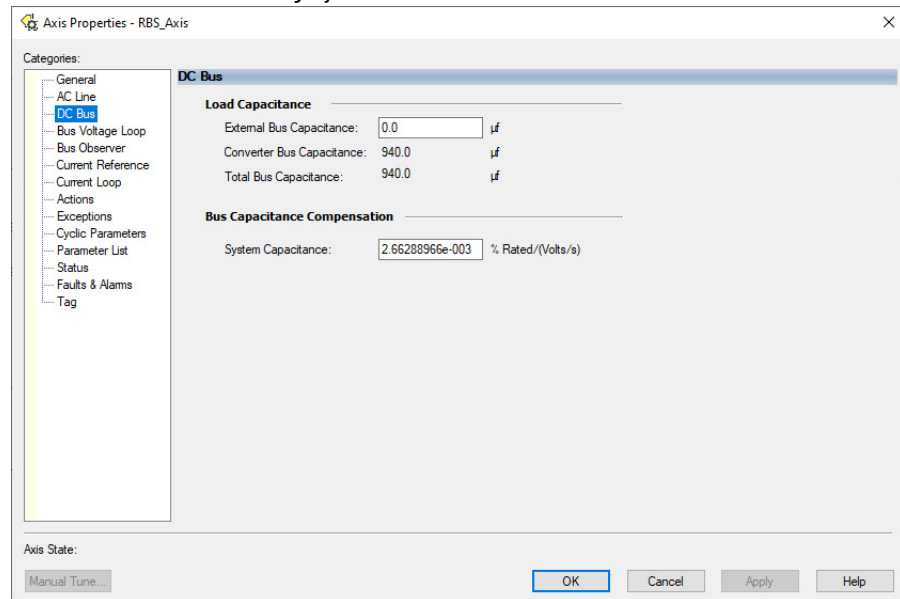 Axis Properties - RBS_Axis
Categories:
General
AC Line
DC Bus
Bus Voltage Loop
Bus Observer
Current Reference
Current Loop
Actions
Exceptions
Cyclic Parameters
Parameter List
Status
Faults & Alarms
Tag
DC Bus
Load Capacitance
External Bus Capacitance: 0.0 µf
Converter Bus Capacitance: 940.0 µf
Total Bus Capacitance: 940.0 µf
Bus Capacitance Compensation
System Capacitance: 2.66288966e-003 % Rated/(Volts/s)
Axis State:
Manual Tune... OK Cancel Apply Help